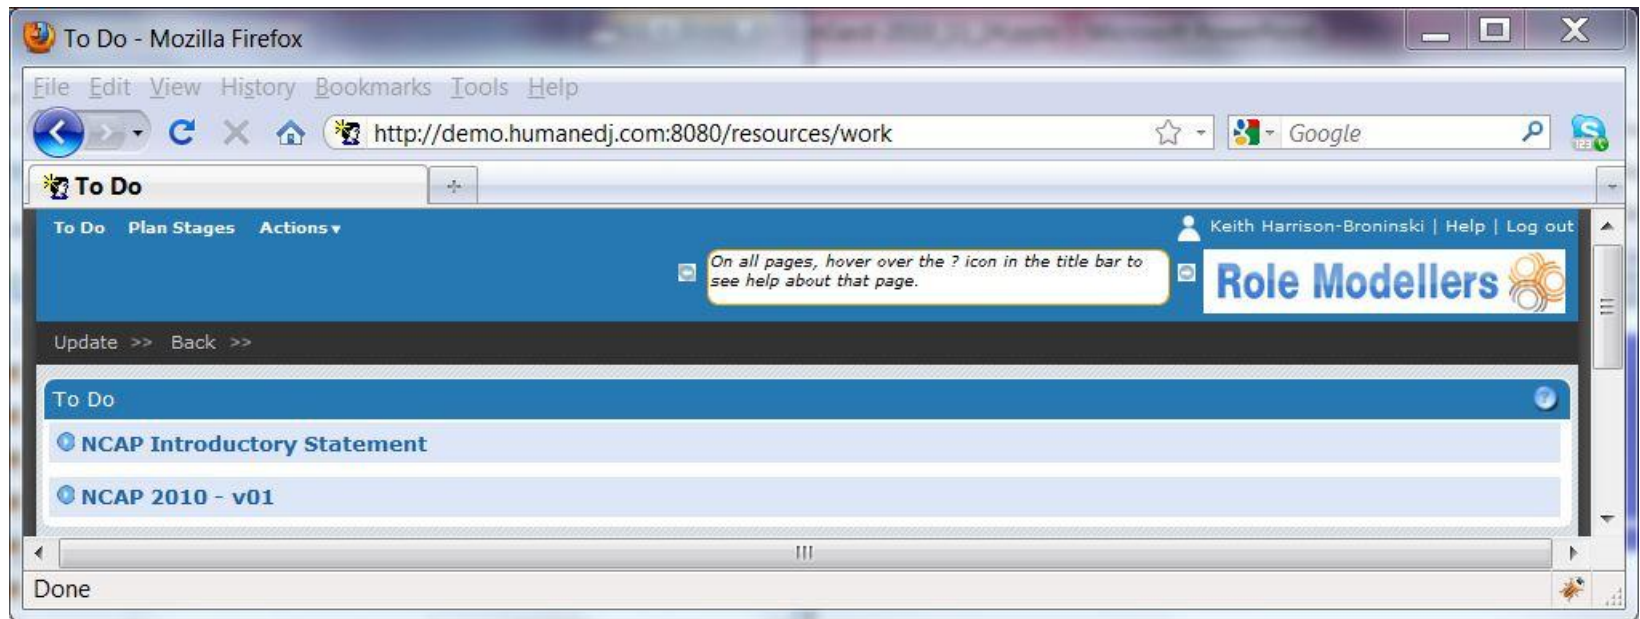 To Do - Mozilla Firefox
File Edit View History Bookmarks Tools Help
http://demo.humanedj.com:8080/resources/work
Google
To Do
To Do Plan Stages Actions
Keith Harrison-Broninski | Help | Log out
On all pages, hover over the ? icon in the title bar to
see help about that page.
Role Modellers
Update >> Back >>
To Do
NCAP Introductory Statement
NCAP 2010 - v01
Done